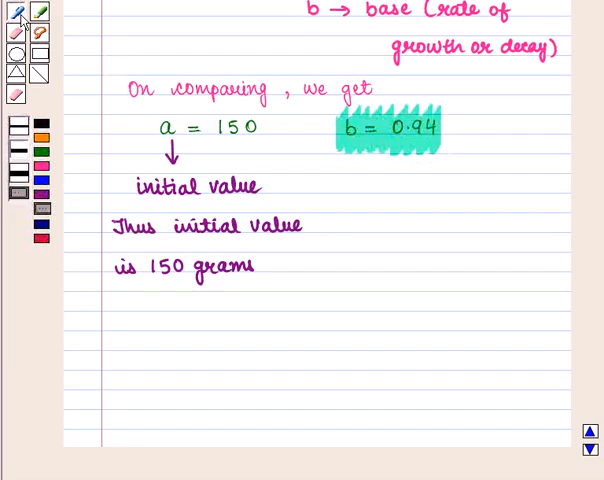 b → base (rate of
growth or decay)
On comparing, we get
a = 150 b = 0.94
↓
initial value
Thus initial value
is 150 grams